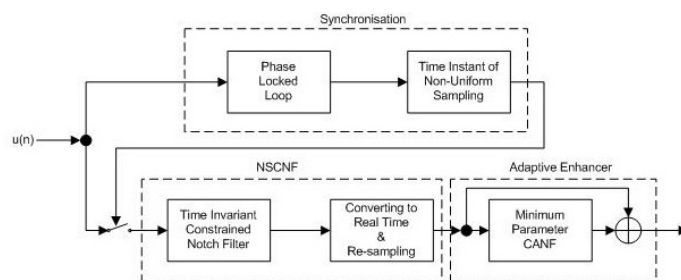 Synchronisation
Phase
Locked
Loop
Time Instant of
Non-Uniform
Sampling
u(n)
NSCNF
Adaptive Enhancer
Time Invariant
Constrained
Notch Filter
Converting to
Real Time
&
Re-sampling
Minimum
Parameter
CANF